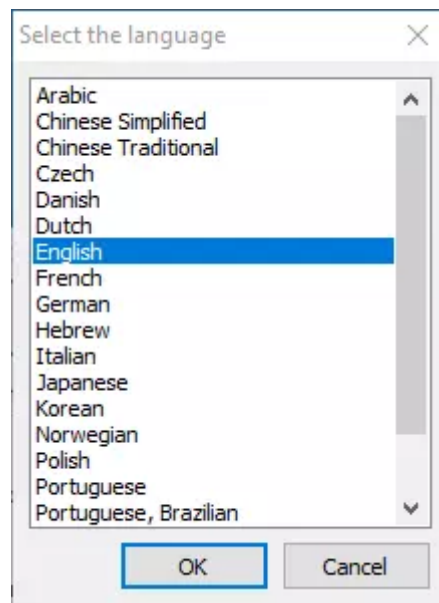 Select the language
Arabic
Chinese Simplified
Chinese Traditional
Czech
Danish
Dutch
English
French
German
Hebrew
Italian
Japanese
Korean
Norwegian
Polish
Portuguese
Portuguese, Brazilian
OK
Cancel